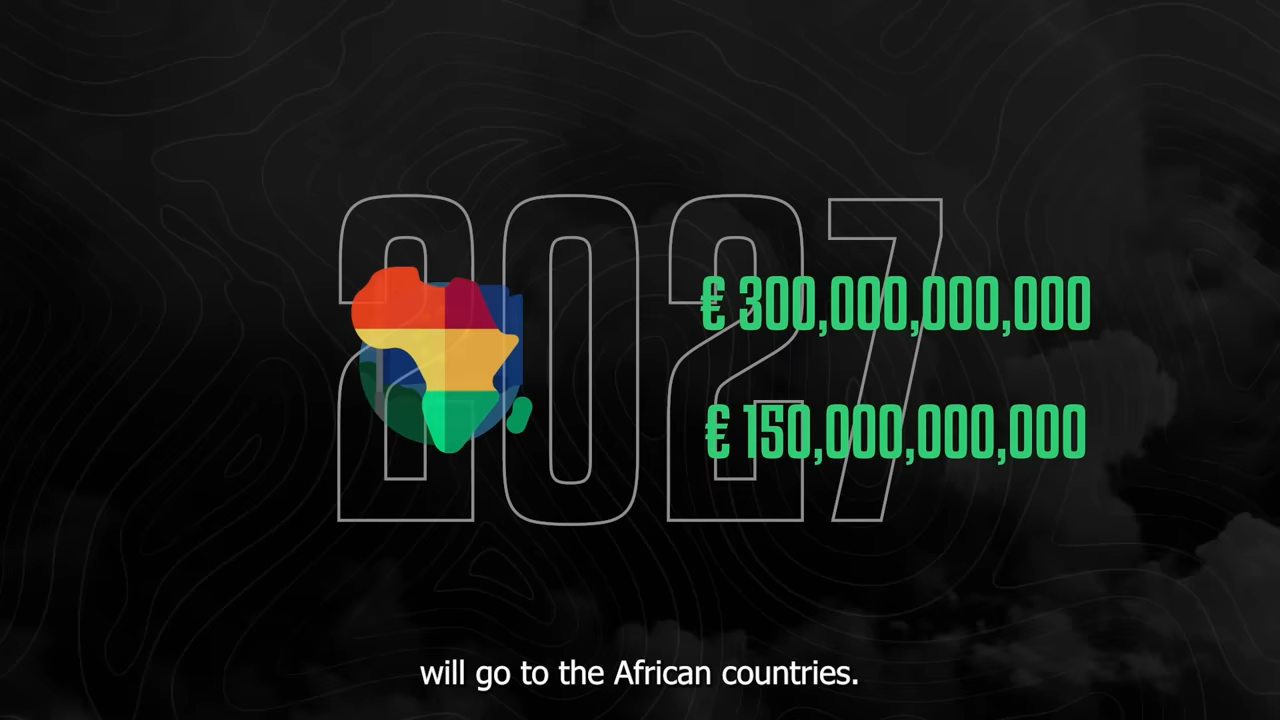 2027
€ 300,000,000,000
€ 150,000,000,000
will go to the African countries.